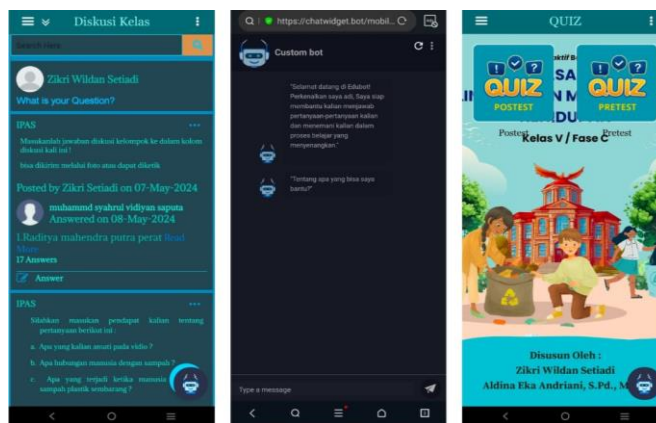 Diskusi Kelas
Search Here
Zikri Wildan Setiadi
What is your Question?
IPAS
Masukanlah jawaban diskusi kelompok ke dalam kolom
diskusi kali ini !
bisa dikirim melalui foto atau dapat diketik
Posted by Zikri Setiadi on 07-May-2024
muhammd syahrul vidiyan saputa
Answered on 08-May-2024
1.Raditya mahendra putra perat Read
More
17 Answers
Answer
IPAS
Silahkan masukan pendapat kalian tentang
pertanyaan berikut ini :
a. Apa yang kalian amati pada vidio ?
b. Apa hubungan manusia dengan sampah ?
c. Apa yang terjadi ketika manusia
sampah plastik sembarang ?
https://chatwidget.bot/mobil...
Custom bot
"Selamat datang di Edubot!
Perkenalkan saya adi, Saya siap
membantu kalian menjawab
pertanyaan-pertanyaan kalian
dan menemani kalian dalam
proses belajar yang
menyenangkan."
"Tentang apa yang bisa saya
bantu?"
Type a message
QUIZ
QUIZ
POSTEST
QUIZ
PRETEST
Postest
Pretest
Kelas V / Fase C
Disusun Oleh :
Zikri Wildan Setiadi
Aldina Eka Andriani, S.Pd., M